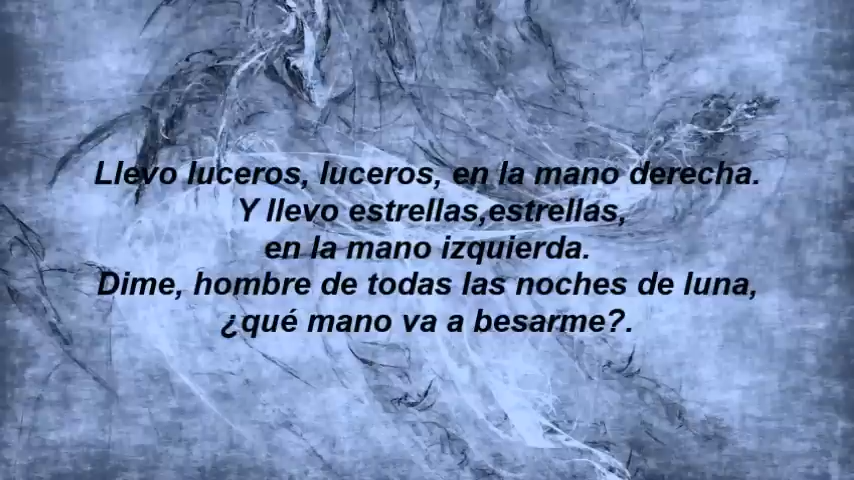 Llevo luceros, luceros, en la mano derecha.
Y llevo estrellas,estrellas,
en la mano izquierda.
Dime, hombre de todas las noches de luna,
¿qué mano va a besarme?.